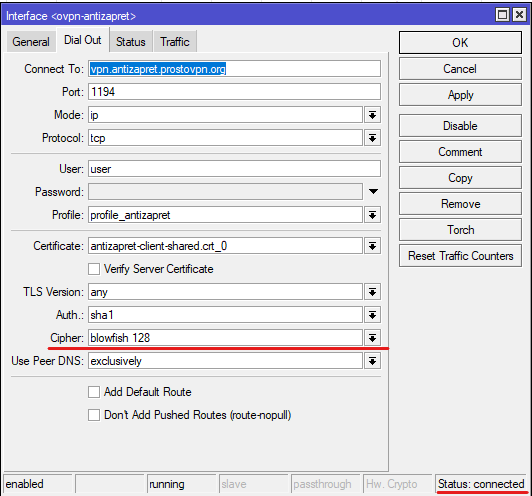 Interface <ovpn-antizapret>
General Dial Out Status Traffic
OK
Connect To: vpn.antizapret.prostovpn.org
Cancel
Port: 1194
Apply
Mode: ip
Protocol: tcp
Disable
Comment
User: user
Copy
Password:
Remove
Profile: profile_antizapret
Torch
Certificate: antizapret-client-shared.crt_0
Reset Traffic Counters
Verify Server Certificate
TLS Version: any
Auth.: sha1
Cipher: blowfish 128
Use Peer DNS: exclusively
Add Default Route
Don't Add Pushed Routes (route-nopull)
enabled running slave passthrough Hw. Crypto Status: connected